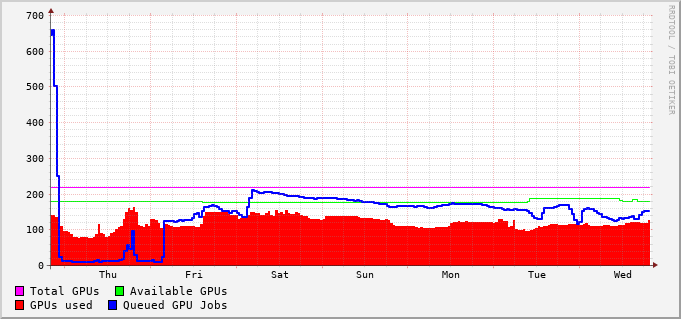 RRDTOOL / TOBI OETIKER
700
600
500
400
300
200
100
0
Thu Fri Sat Sun Mon Tue Wed
Total GPUs Available GPUs
GPUs used Queued GPU Jobs